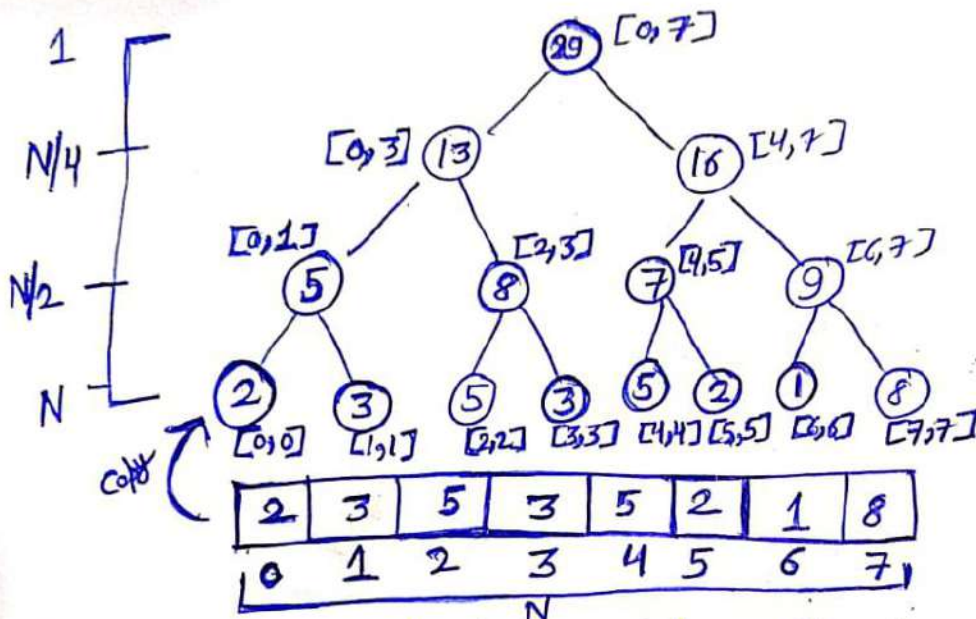 1 29 [0,7]
N/4 [0,3] 13 16 [4,7]
[0,1] [2,3] [4,5] [6,7]
N/2 5 8 7 9
N 2 3 5 3 5 2 1 8
[0,0] [1,1] [2,2] [3,3] [4,4] [5,5] [6,6] [7,7]
copy
2 3 5 3 5 2 1 8
0 1 2 3 4 5 6 7
N